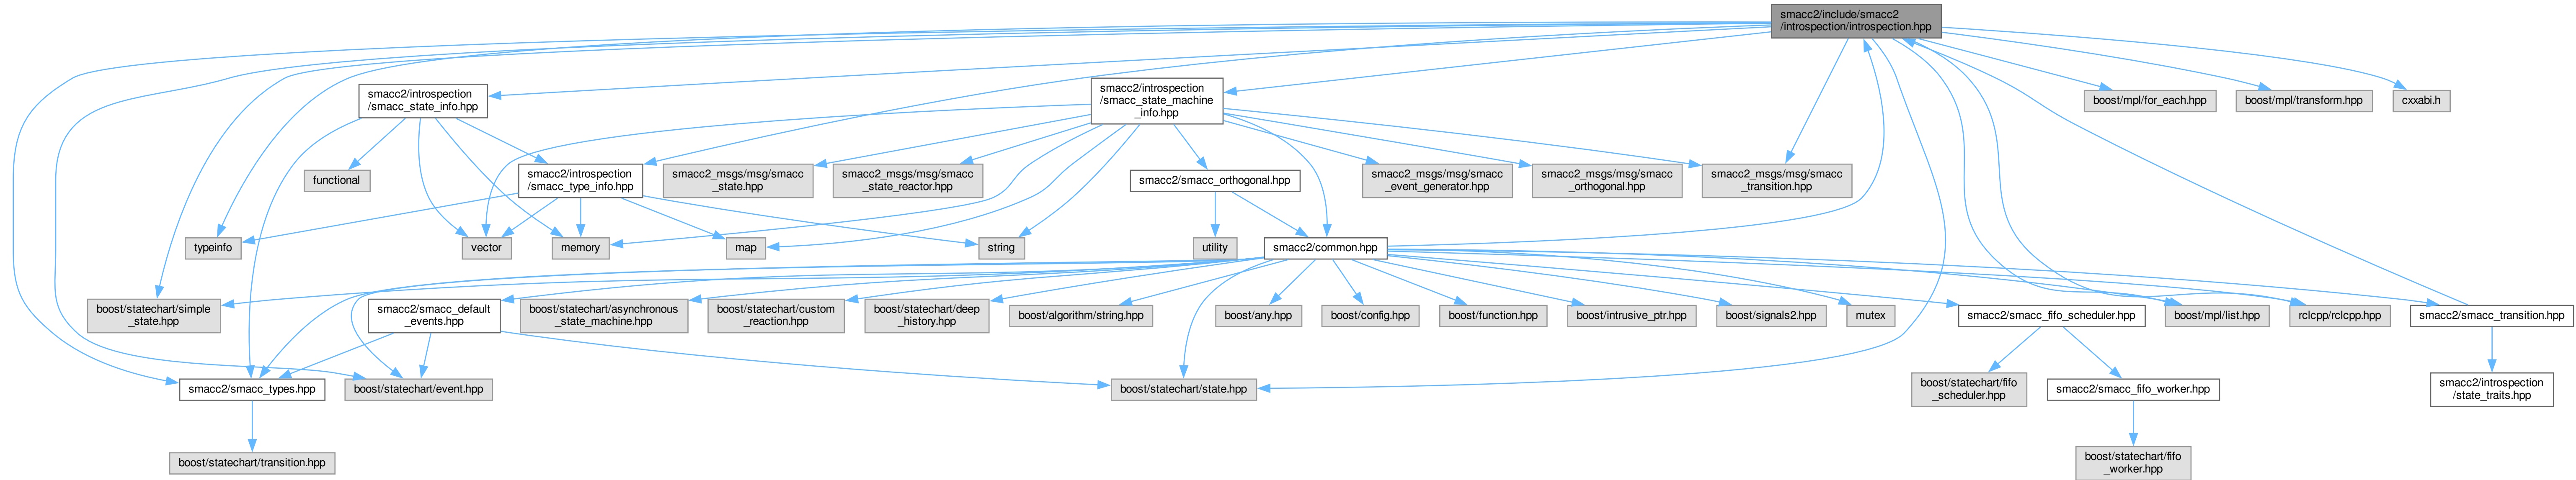 smacc2/include/smacc2
/introspection/introspection.hpp
smacc2/introspection
/smacc_state_info.hpp
smacc2/introspection
/smacc_state_machine
_info.hpp
boost/mpl/for_each.hpp
boost/mpl/transform.hpp
cxxabi.h
functional
smacc2/introspection
/smacc_type_info.hpp
smacc2_msgs/msg/smacc
_state.hpp
smacc2_msgs/msg/smacc
_state_reactor.hpp
smacc2/smacc_orthogonal.hpp
smacc2_msgs/msg/smacc
_event_generator.hpp
smacc2_msgs/msg/smacc
_orthogonal.hpp
smacc2_msgs/msg/smacc
_transition.hpp
typeinfo
vector
memory
map
string
utility
smacc2/common.hpp
boost/statechart/simple
_state.hpp
smacc2/smacc_default
_events.hpp
boost/statechart/asynchronous
_state_machine.hpp
boost/statechart/custom
_reaction.hpp
boost/statechart/deep
_history.hpp
boost/algorithm/string.hpp
boost/any.hpp
boost/config.hpp
boost/function.hpp
boost/intrusive_ptr.hpp
boost/signals2.hpp
mutex
smacc2/smacc_fifo_scheduler.hpp
boost/mpl/list.hpp
rclcpp/rclcpp.hpp
smacc2/smacc_transition.hpp
smacc2/smacc_types.hpp
boost/statechart/event.hpp
boost/statechart/state.hpp
boost/statechart/fifo
_scheduler.hpp
smacc2/smacc_fifo_worker.hpp
smacc2/introspection
/state_traits.hpp
boost/statechart/transition.hpp
boost/statechart/fifo
_worker.hpp